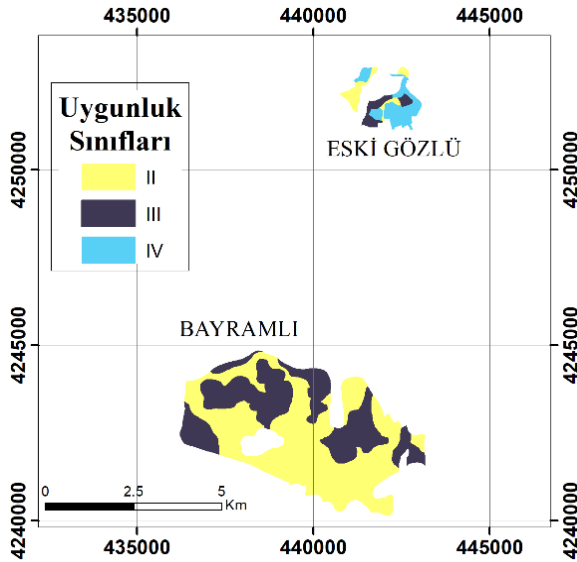 435000 440000 445000
Uygunluk
Sınıfları
II
III
IV
ESKİ GÖZLÜ
4250000 4250000
BAYRAMLI
4245000 4245000
0 2.5 5
Km
4240000 4240000
435000 440000 445000